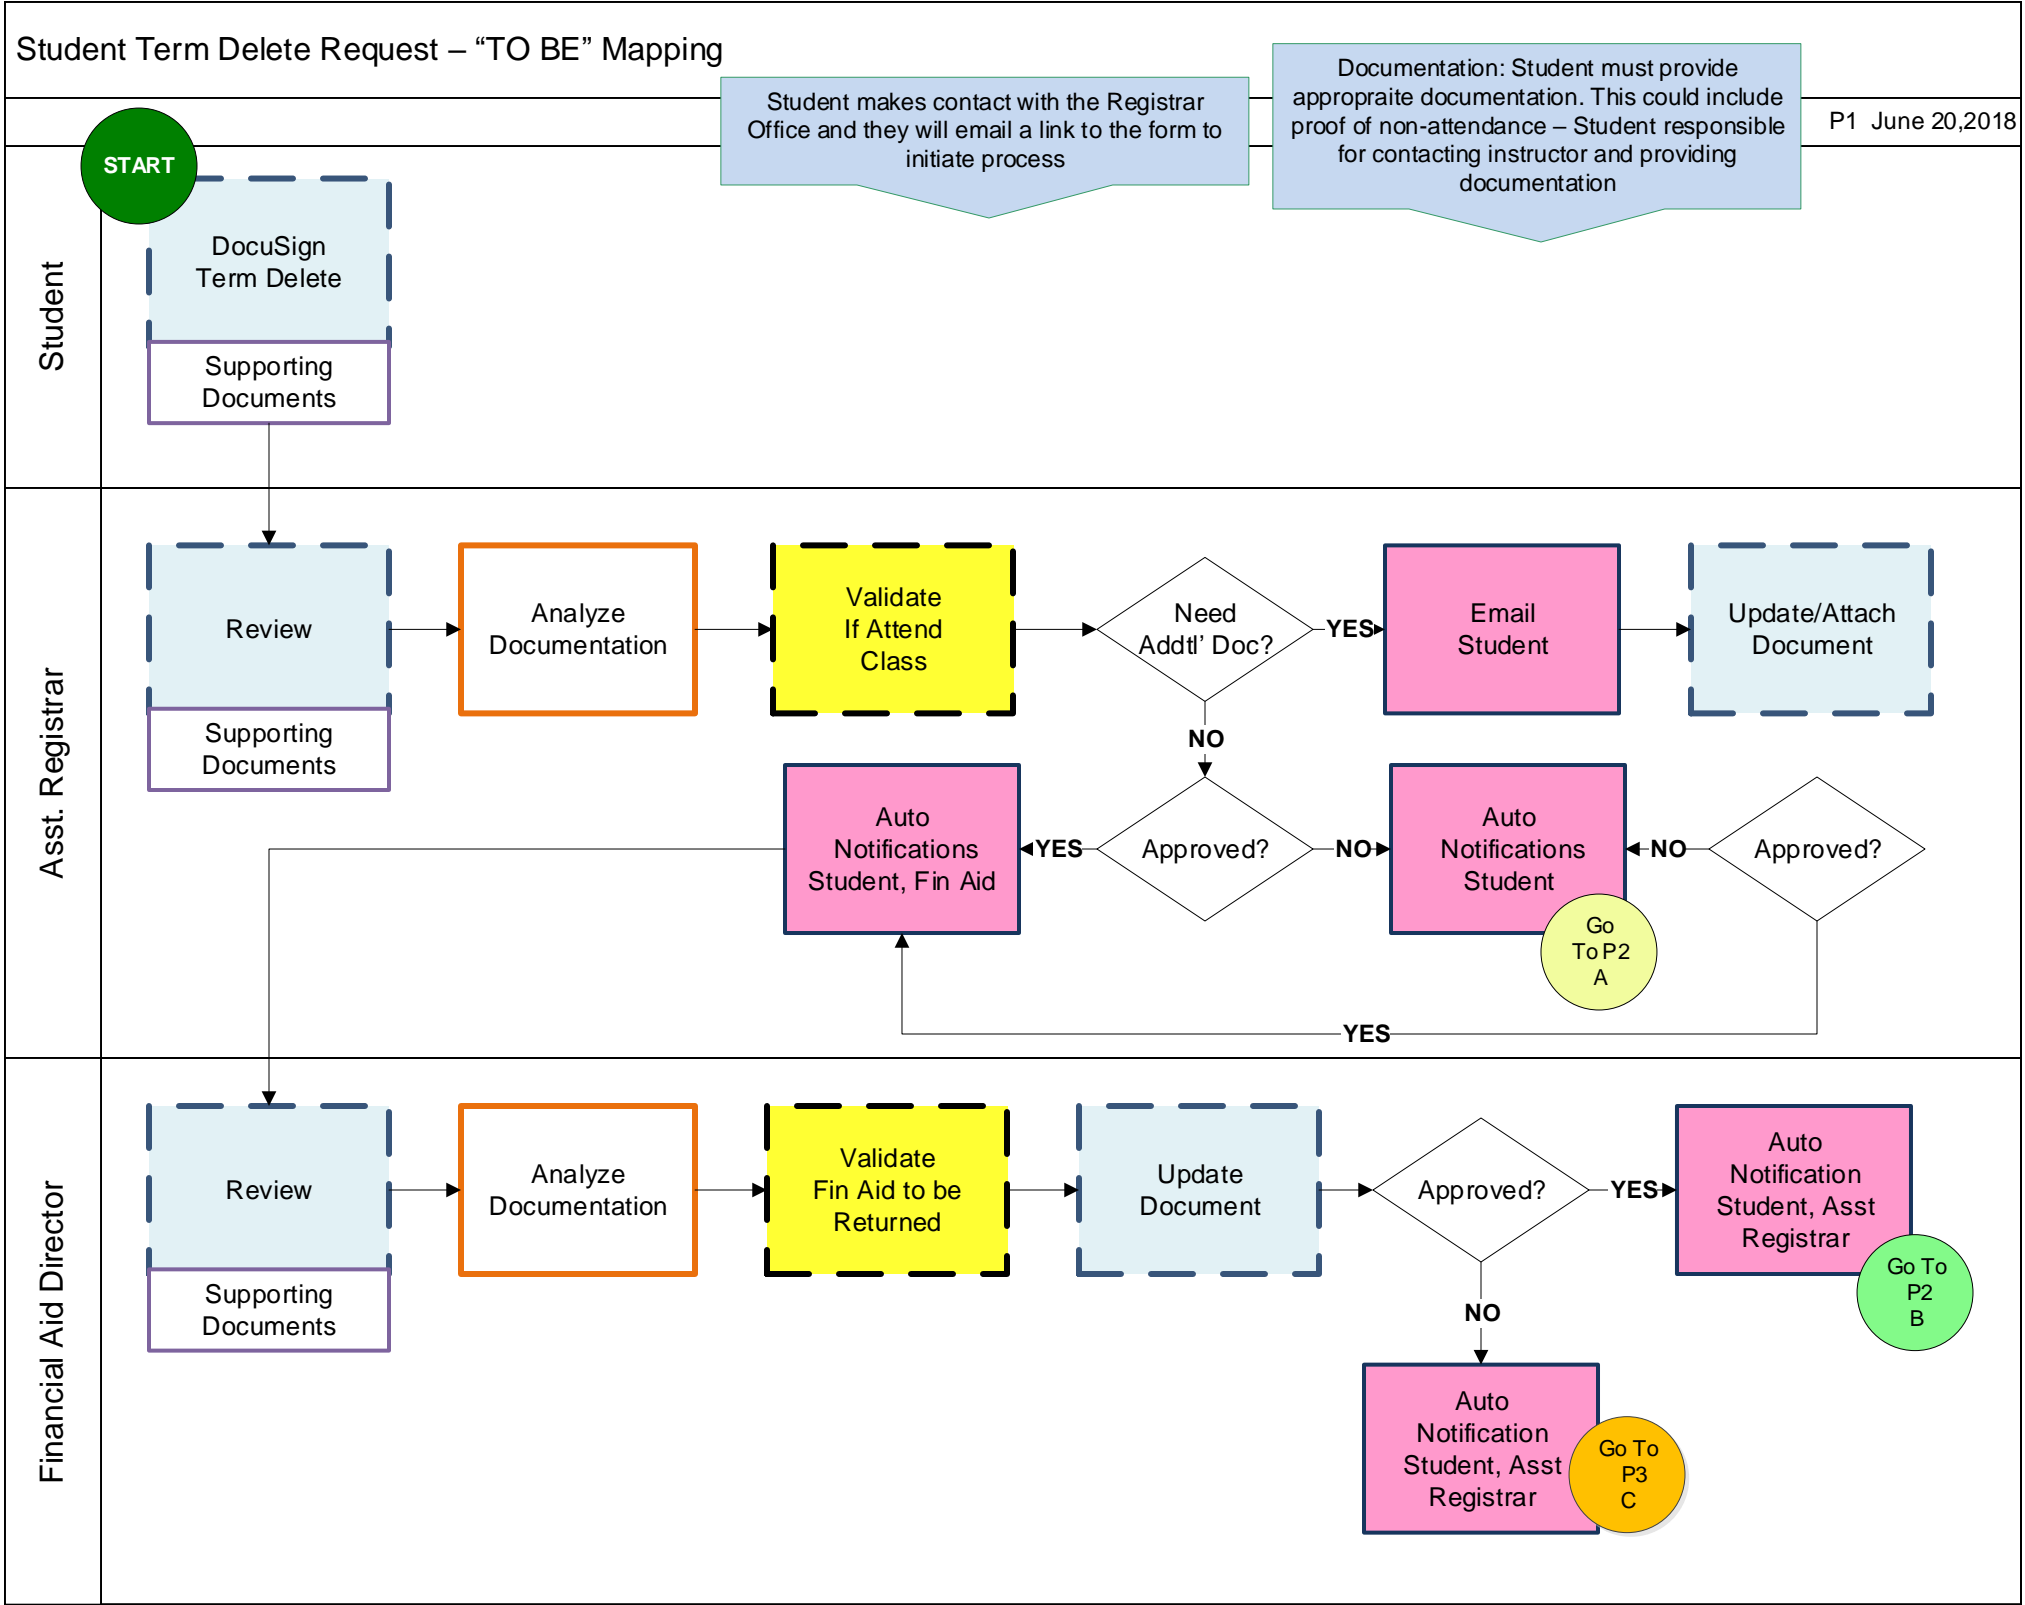 Student Term Delete Request – “TO BE” Mapping
Student makes contact with the Registrar
Office and they will email a link to the form to
initiate process
Documentation: Student must provide
appropraite documentation. This could include
proof of non-attendance – Student responsible
for contacting instructor and providing
documentation
P1 June 20,2018
START
Student
DocuSign
Term Delete
Supporting
Documents
Asst. Registrar
Review
Supporting
Documents
Analyze
Documentation
Validate
If Attend
Class
Need
Addtl’ Doc?
YES
Email
Student
Update/Attach
Document
NO
Auto
Notifications
Student, Fin Aid
YES
Approved?
NO
Auto
Notifications
Student
Go
To P2
A
NO
Approved?
YES
Financial Aid Director
Review
Supporting
Documents
Analyze
Documentation
Validate
Fin Aid to be
Returned
Update
Document
Approved?
YES
Auto
Notification
Student, Asst
Registrar
Go To
P2
B
NO
Auto
Notification
Student, Asst
Registrar
Go To
P3
C